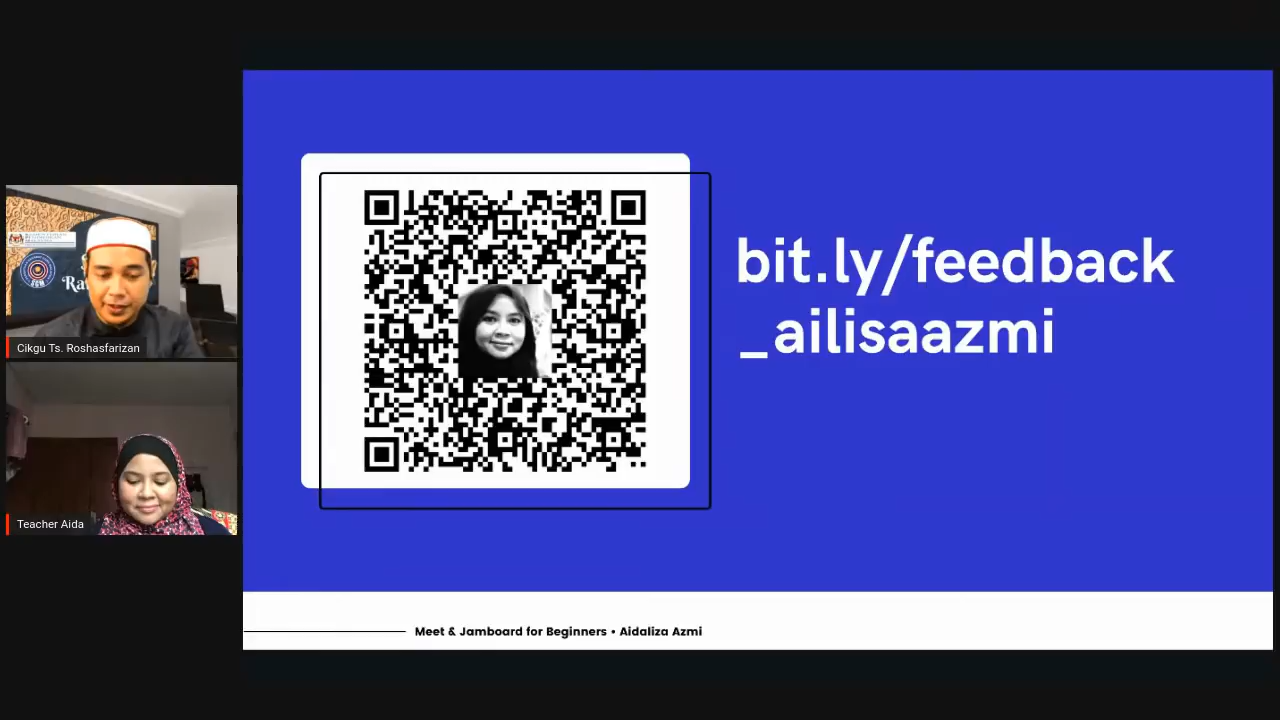 Cikgu Ts. Roshasfarizan
Teacher Aida
bit.ly/feedback
_ailisaazmi
Meet & Jamboard for Beginners • Aidaliza Azmi